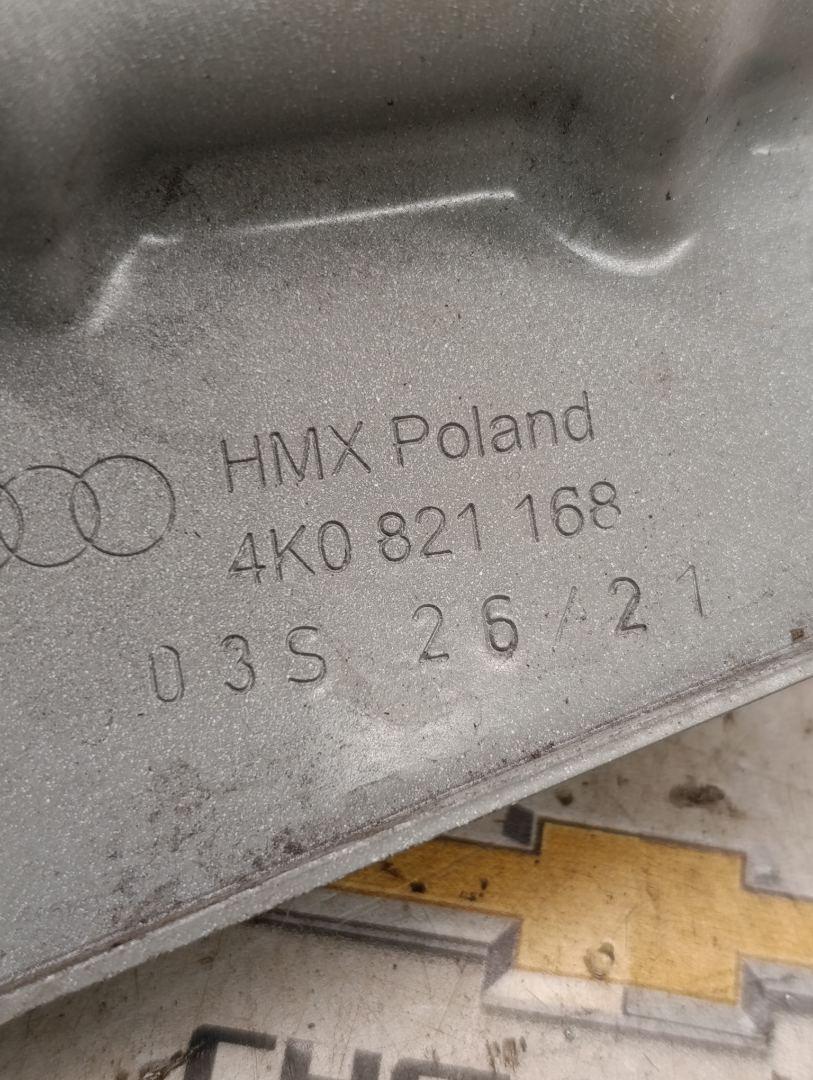 HMX Poland
4K0 821 168
03S 26/21